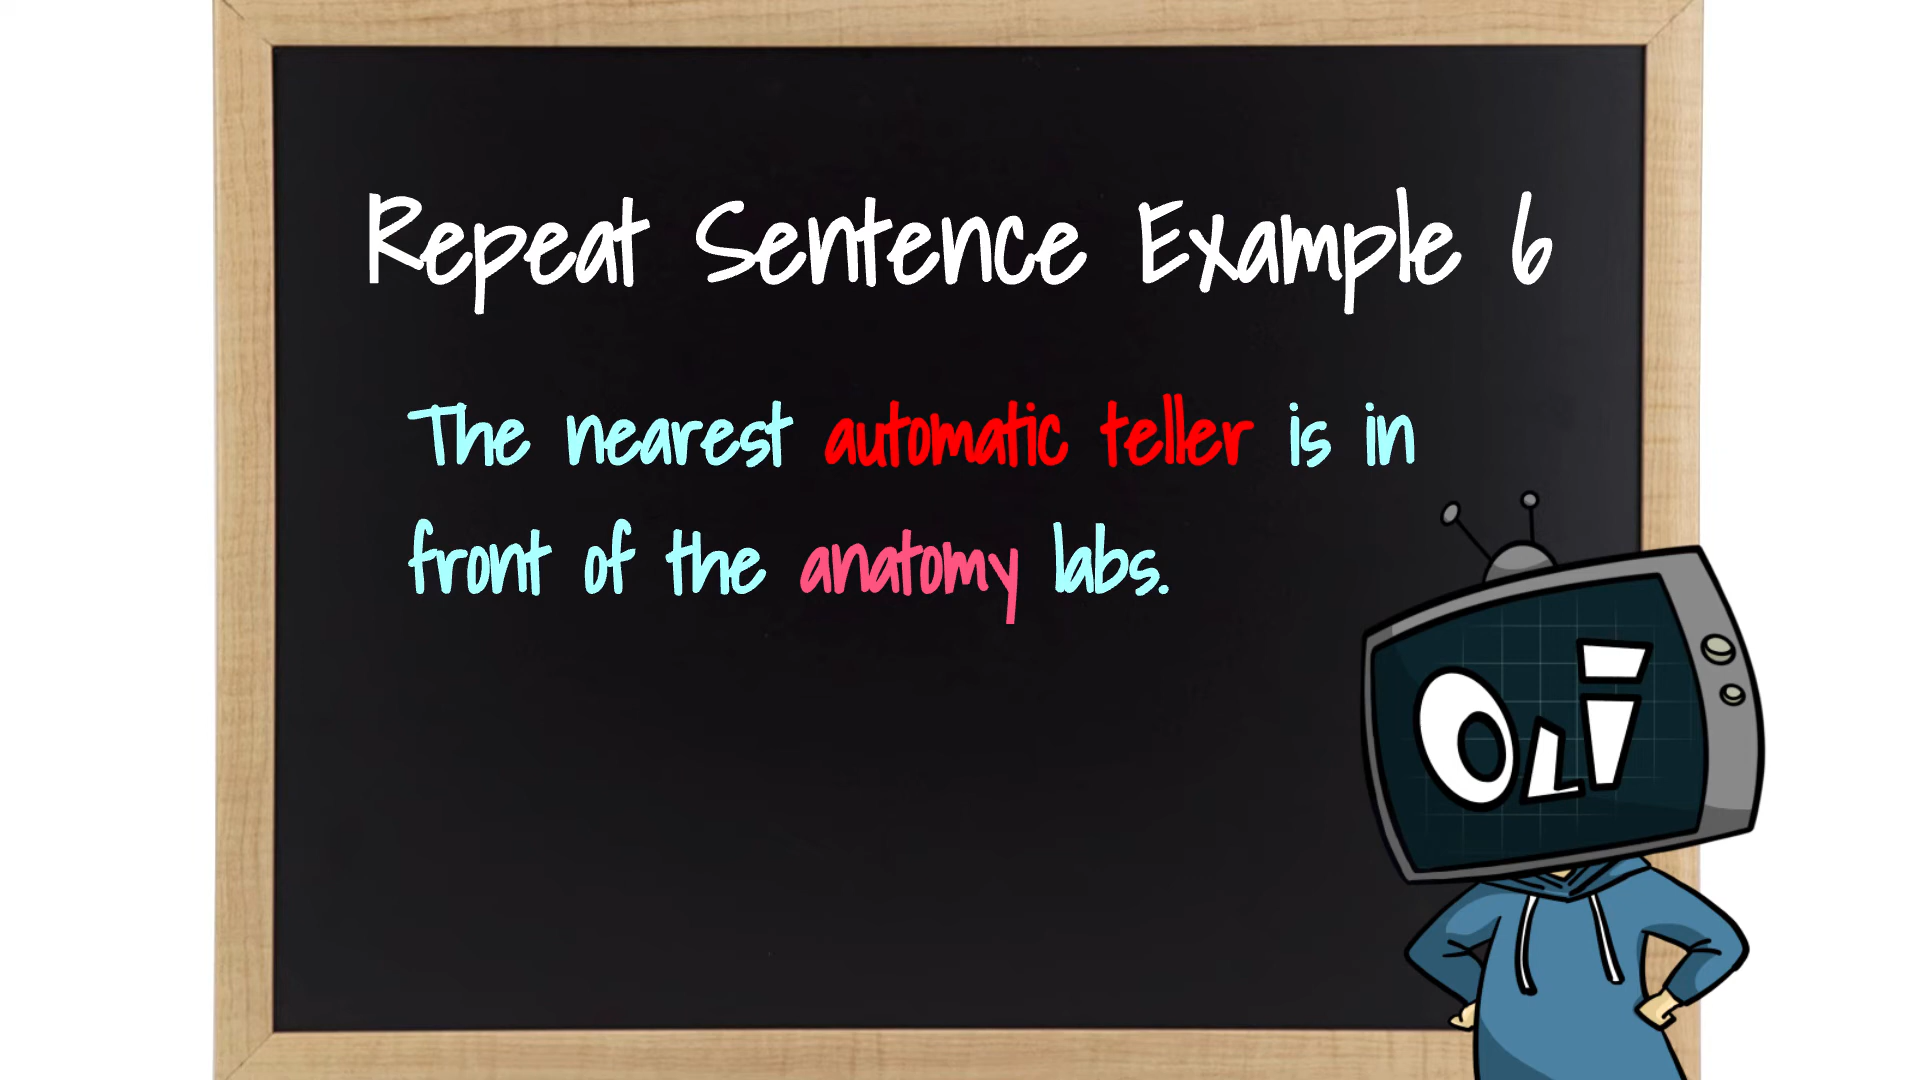 Repeat Sentence Example 6
The nearest automatic teller is in
front of the anatomy labs.
OLI